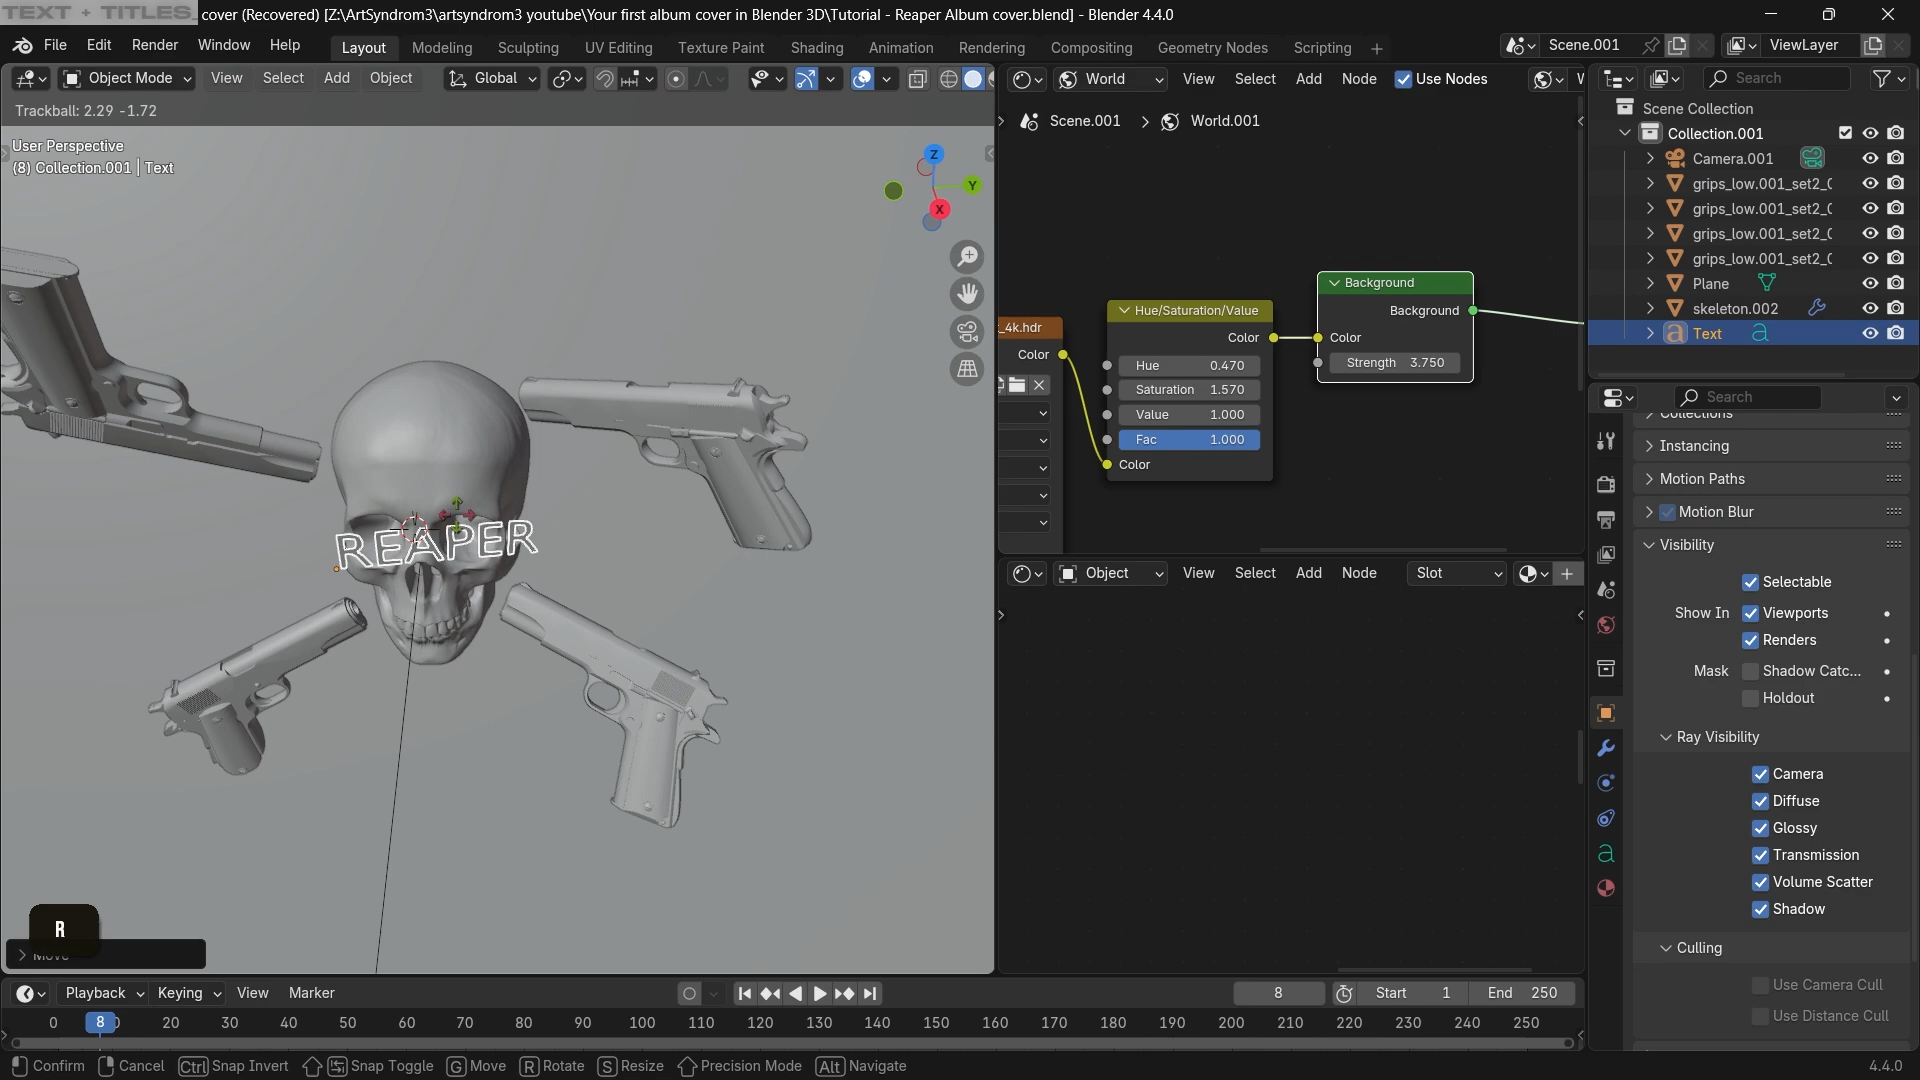 TEXT + TITLES_ cover (Recovered) [Z:\ArtSyndrom3\artsyndrom3 youtube\Your first album cover in Blender 3D\Tutorial - Reaper Album cover.blend] - Blender 4.4.0
File Edit Render Window Help Layout Modeling Sculpting UV Editing Texture Paint Shading Animation Rendering Compositing Geometry Nodes Scripting Scene.001 ViewLayer
Object Mode View Select Add Object Global
World View Select Add Node Use Nodes
Search
Trackball: 2.29 -1.72
User Perspective
(8) Collection.001 | Text
Z
Y
X
REAPER
R
Move
Scene.001 > World.001
_4k.hdr
Color
Hue/Saturation/Value
Color
Hue 0.470
Saturation 1.570
Value 1.000
Fac 1.000
Color
Background
Background
Color
Strength 3.750
Object View Select Add Node Slot
Scene Collection
Collection.001
Camera.001
grips_low.001_set2_0
grips_low.001_set2_0
grips_low.001_set2_0
grips_low.001_set2_0
Plane
skeleton.002
Text
Search
Collections
Instancing
Motion Paths
Motion Blur
Visibility
Selectable
Show In Viewports
Renders
Mask Shadow Catc...
Holdout
Ray Visibility
Camera
Diffuse
Glossy
Transmission
Volume Scatter
Shadow
Culling
Use Camera Cull
Use Distance Cull
Playback Keying View Marker 8 Start 1 End 250
0 8 20 30 40 50 60 70 80 90 100 110 120 130 140 150 160 170 180 190 200 210 220 230 240 250
Confirm Cancel Ctrl Snap Invert Snap Toggle G Move R Rotate S Resize Precision Mode Alt Navigate 4.4.0